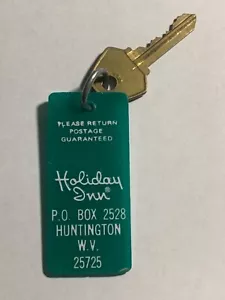 PLEASE RETURN
POSTAGE
GUARANTEED
Holiday
Inn®
P.O. BOX 2528
HUNTINGTON
W.V.
25725